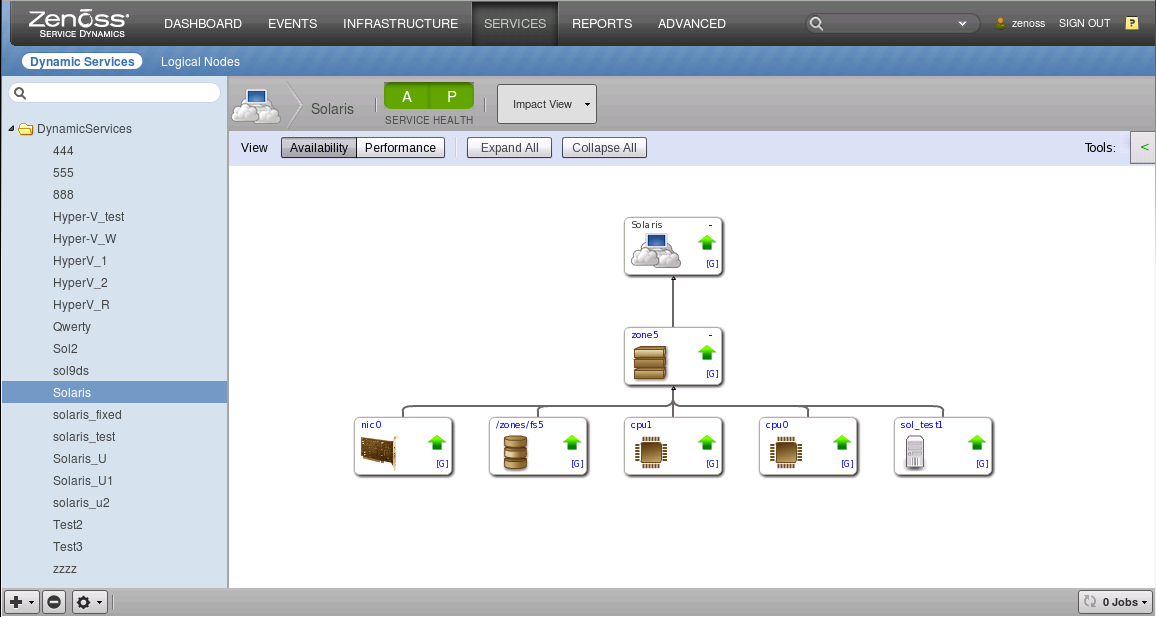 Zenoss
SERVICE DYNAMICS
DASHBOARD EVENTS INFRASTRUCTURE SERVICES REPORTS ADVANCED
zenoss SIGN OUT ?
Dynamic Services Logical Nodes
DynamicServices
444
555
888
Hyper-V_test
Hyper-V_W
HyperV_1
HyperV_2
HyperV_R
Qwerty
Sol2
sol9ds
Solaris
solaris_fixed
solaris_test
Solaris_U
Solaris_U1
solaris_u2
Test2
Test3
zzzz
Solaris
A P
SERVICE HEALTH
Impact View
View Availability Performance Expand All Collapse All Tools: <
Solaris -
[G]
zone5 -
[G]
nic0 /zones/fs5 cpu1 cpu0 sol_test1
[G] [G] [G] [G] [G]
0 Jobs